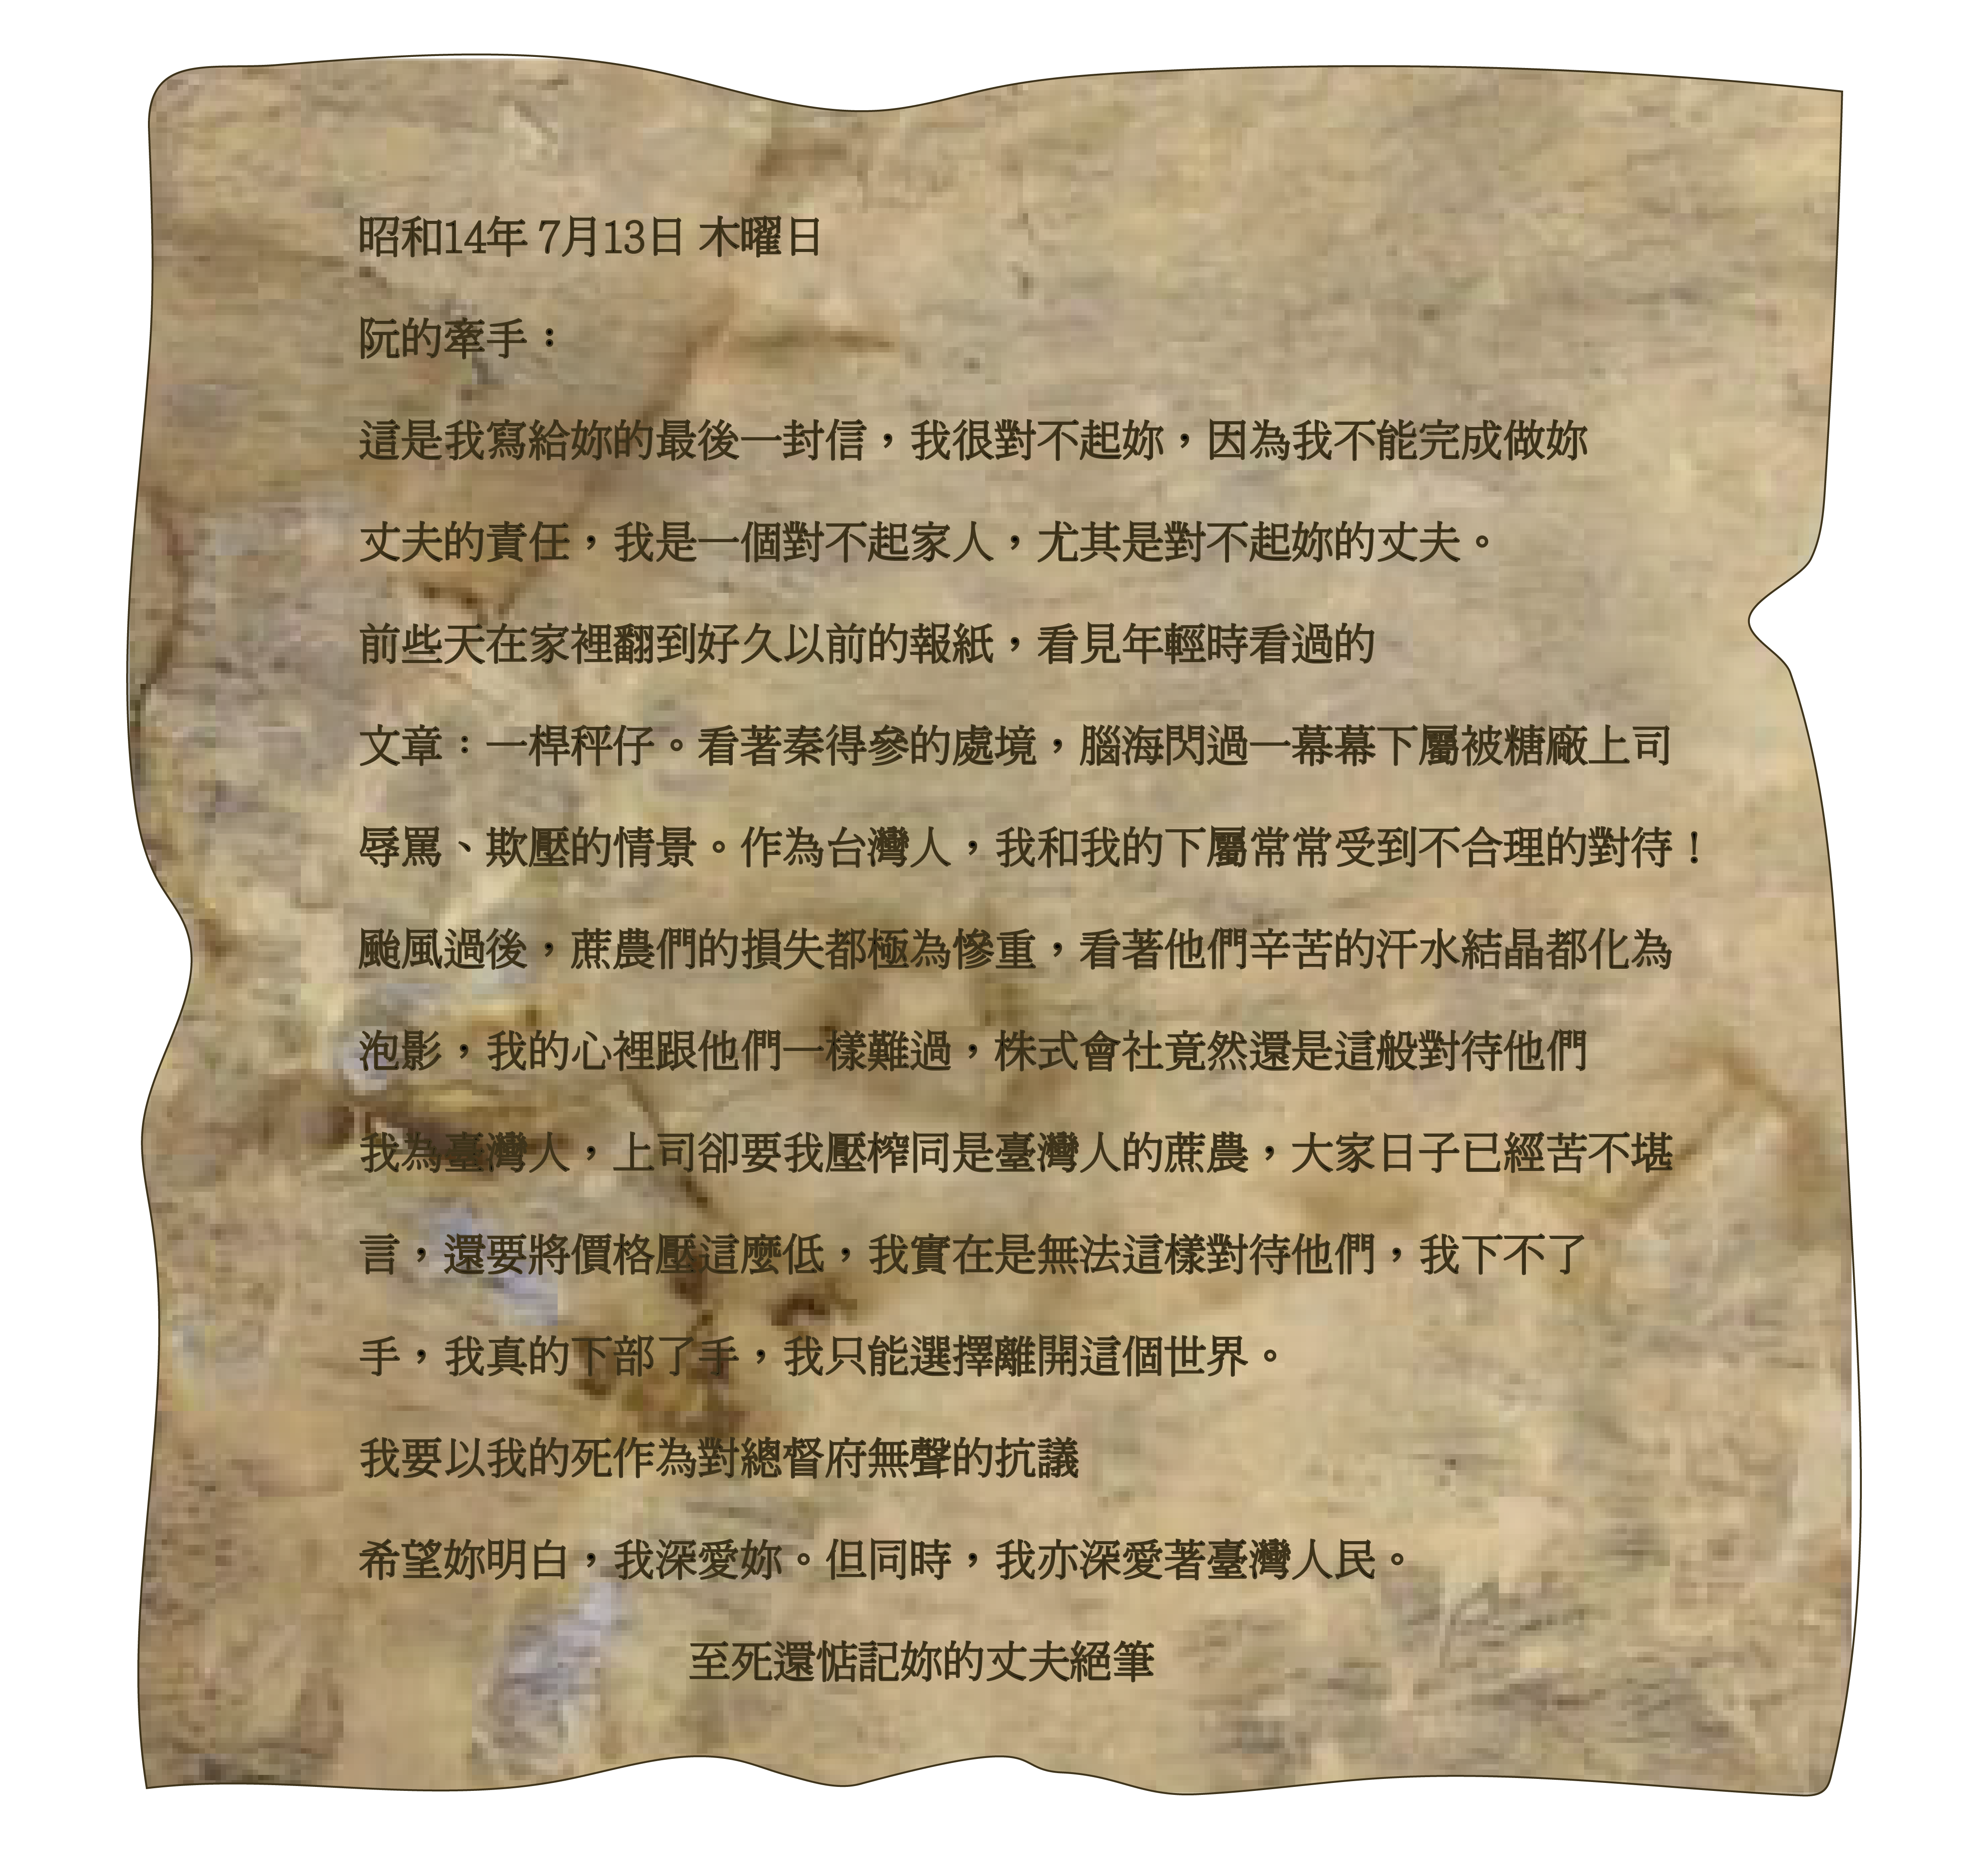 昭和14年 7月13日 木曜日
阮的牽手：
這是我寫給妳的最後一封信，我很對不起妳，因為我不能完成做妳
丈夫的責任，我是一個對不起家人，尤其是對不起妳的丈夫。
前些天在家裡翻到好久以前的報紙，看見年輕時看過的
文章：一桿秤仔。看著秦得參的處境，腦海閃過一幕幕下屬被糖廠上司
辱罵、欺壓的情景。作為台灣人，我和我的下屬常常受到不合理的對待！
颱風過後，蔗農們的損失都極為慘重，看著他們辛苦的汗水結晶都化為
泡影，我的心裡跟他們一樣難過，株式會社竟然還是這般對待他們
我為臺灣人，上司卻要我壓榨同是臺灣人的蔗農，大家日子已經苦不堪
言，還要將價格壓這麼低，我實在是無法這樣對待他們，我下不了
手，我真的下部了手，我只能選擇離開這個世界。
我要以我的死作為對總督府無聲的抗議
希望妳明白，我深愛妳。但同時，我亦深愛著臺灣人民。
至死還惦記妳的丈夫絕筆